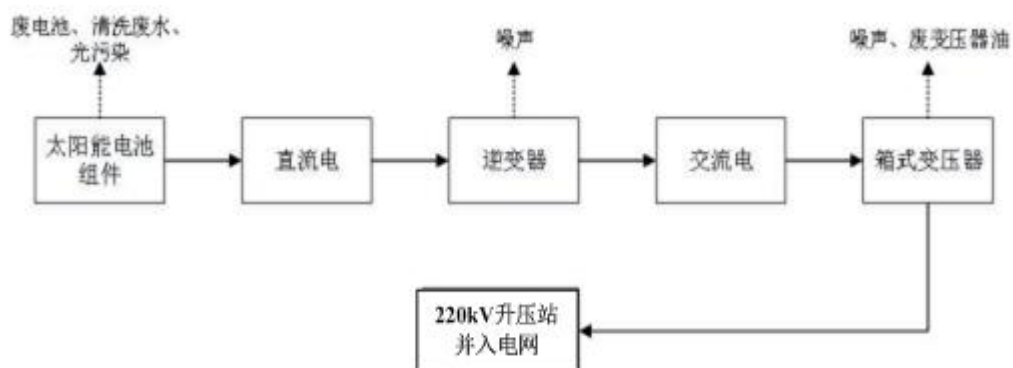 废电池、清洗废水、
光污染
噪声
噪声、废变压器油
太阳能电池
组件
直流电
逆变器
交流电
箱式变压器
220kV升压站
并入电网